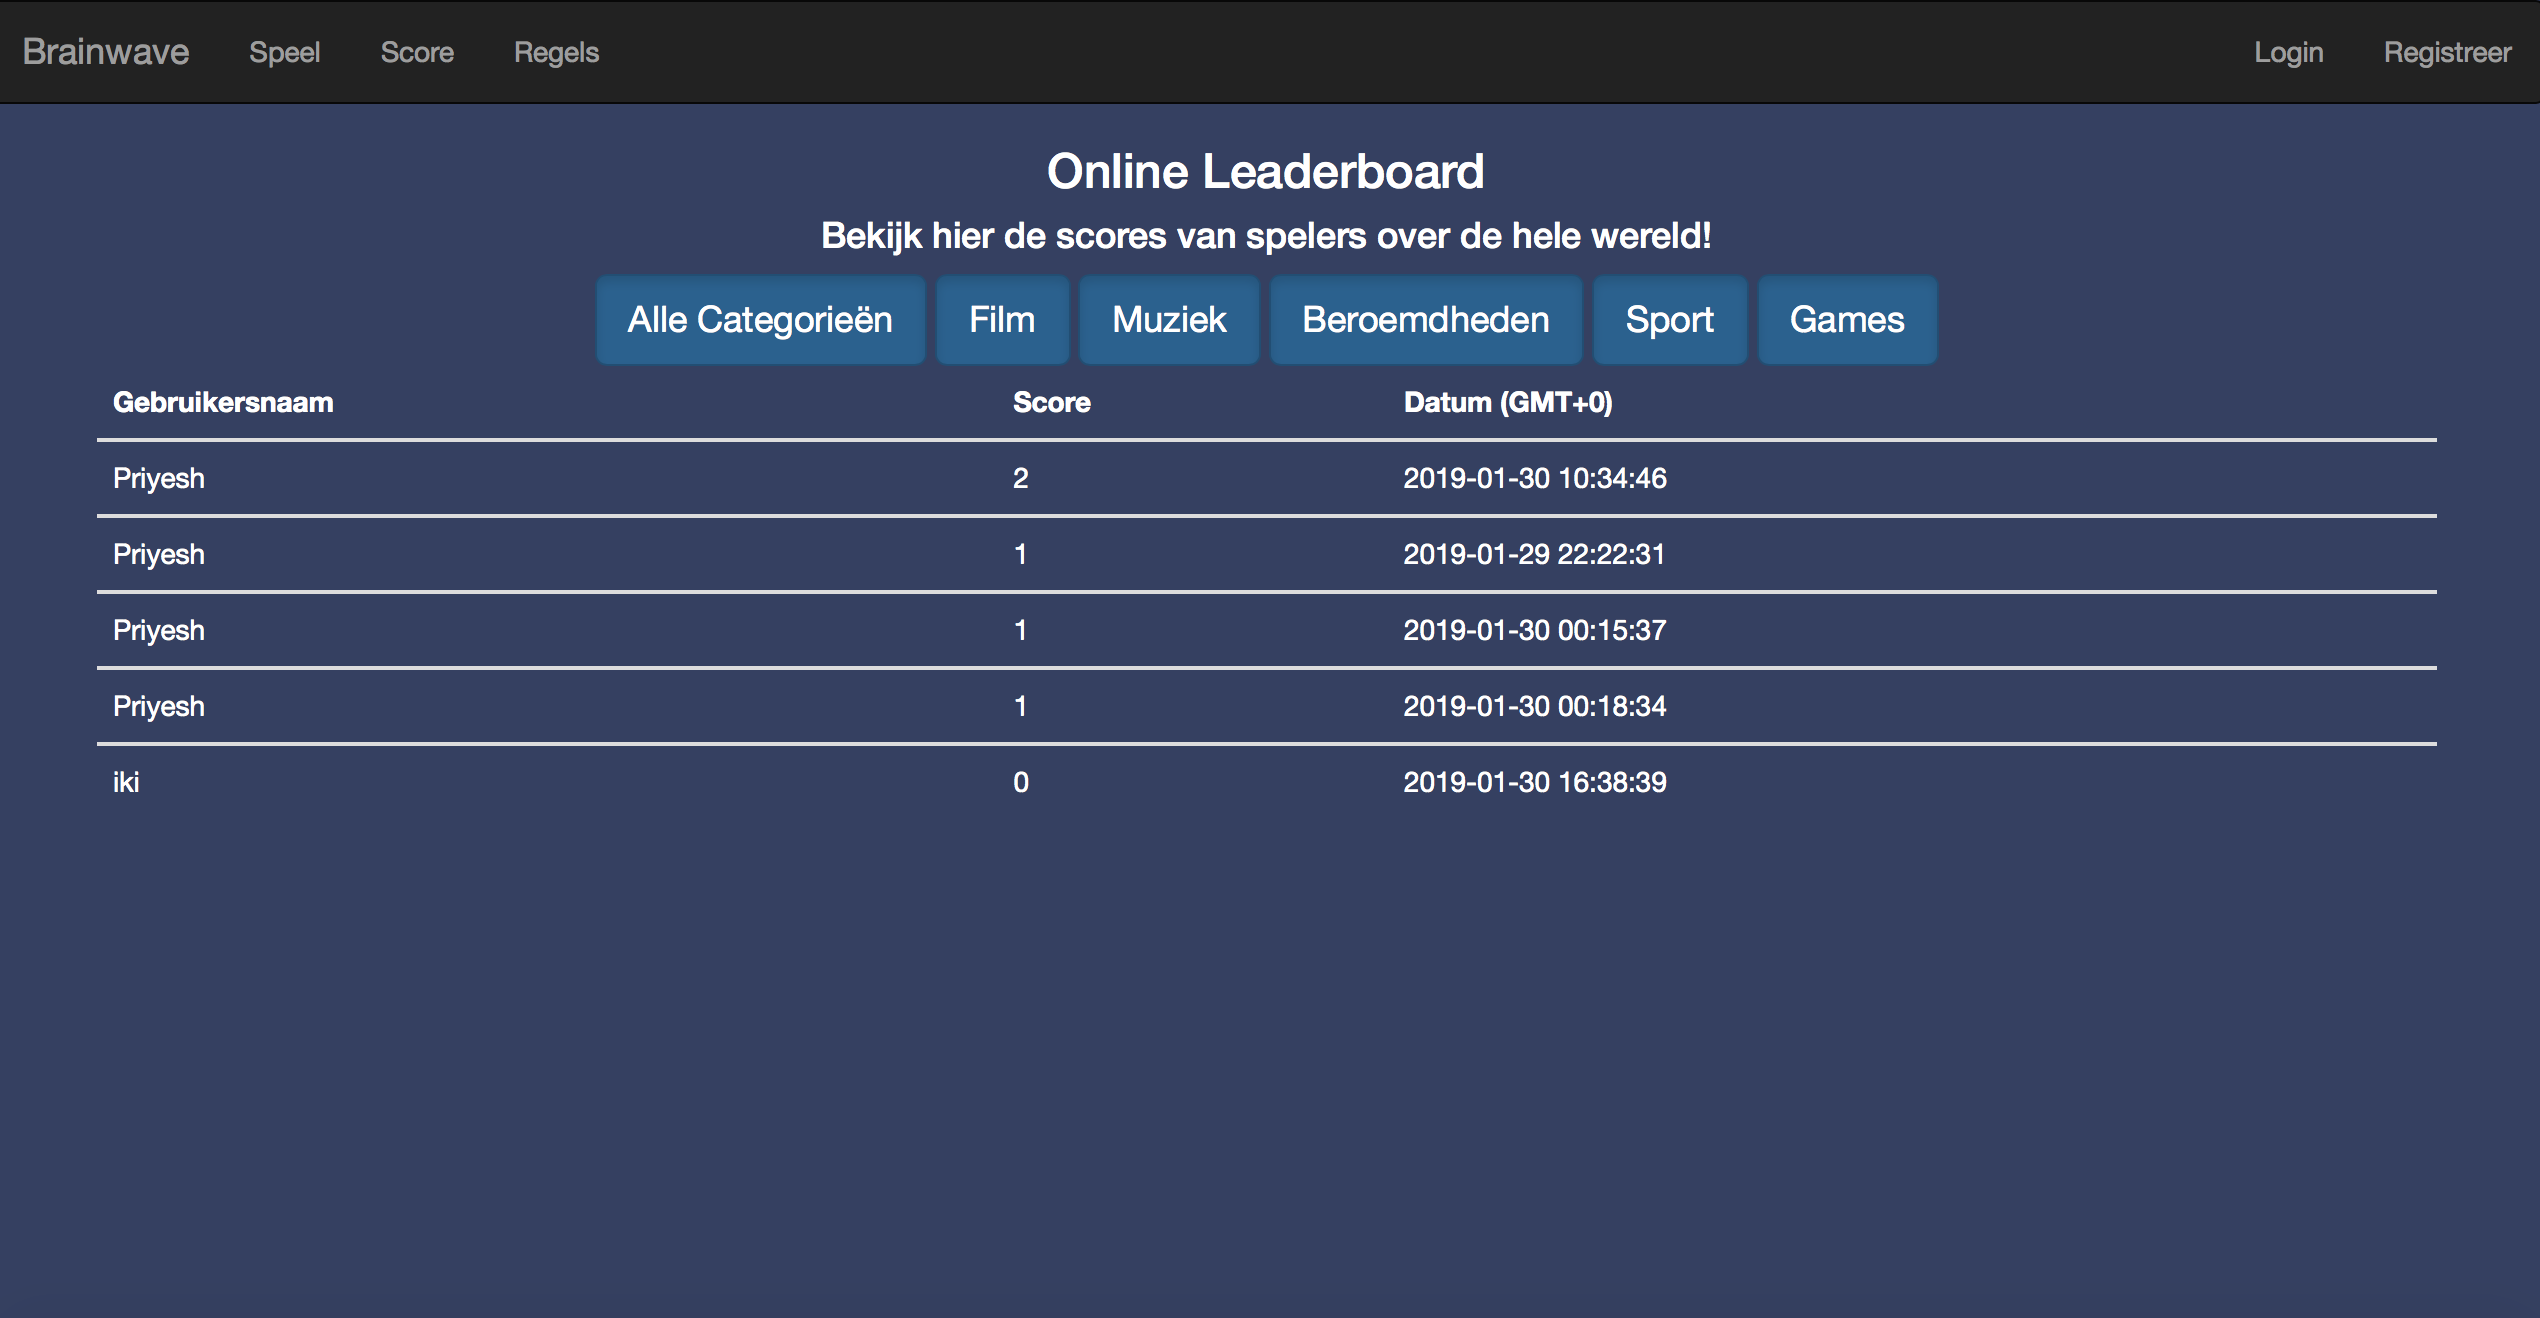 Brainwave Speel Score Regels Login Registreer
Online Leaderboard
Bekijk hier de scores van spelers over de hele wereld!
Alle Categorieën Film Muziek Beroemdheden Sport Games
Gebruikersnaam Score Datum (GMT+0)
Priyesh 2 2019-01-30 10:34:46
Priyesh 1 2019-01-29 22:22:31
Priyesh 1 2019-01-30 00:15:37
Priyesh 1 2019-01-30 00:18:34
iki 0 2019-01-30 16:38:39